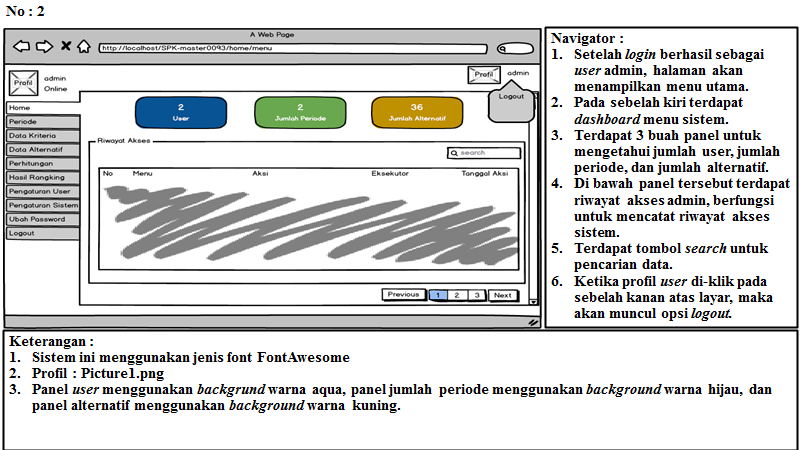 No : 2
A Web Page
http://localhost/SPK-master0093/home/menu
Profil
admin
Online
Profil
admin
Logout
Home
Periode
Data Kriteria
Data Alternatif
Perhitungan
Hasil Rangking
Pengaturan User
Pengaturan Sistem
Ubah Password
Logout
2
User
2
Jumlah Periode
36
Jumlah Alternatif
Riwayat Akses
search
No Menu Aksi Eksekutor Tanggal Aksi
Previous 1 2 3 Next
Navigator :
1. Setelah login berhasil sebagai
user admin, halaman akan
menampilkan menu utama.
2. Pada sebelah kiri terdapat
dashboard menu sistem.
3. Terdapat 3 buah panel untuk
mengetahui jumlah user, jumlah
periode, dan jumlah alternatif.
4. Di bawah panel tersebut terdapat
riwayat akses admin, berfungsi
untuk mencatat riwayat akses
sistem.
5. Terdapat tombol search untuk
pencarian data.
6. Ketika profil user di-klik pada
sebelah kanan atas layar, maka
akan muncul opsi logout.
Keterangan :
1. Sistem ini menggunakan jenis font FontAwesome
2. Profil : Picture1.png
3. Panel user menggunakan backgrund warna aqua, panel jumlah periode menggunakan background warna hijau, dan
panel alternatif menggunakan background warna kuning.